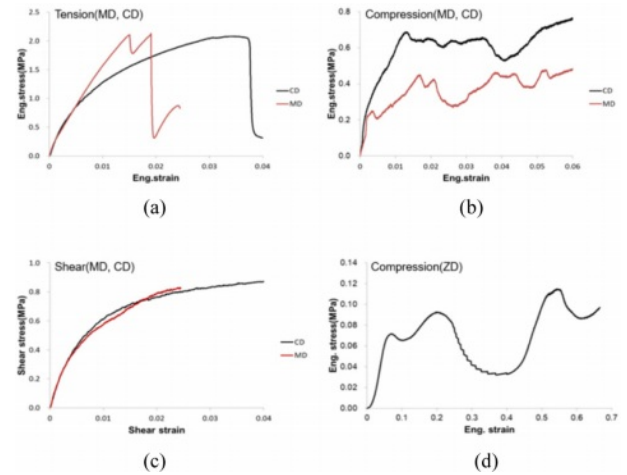 Tension(MD, CD)
Eng.stress(MPa)
2.5
2.0
1.5
1.0
0.5
0.0
CD
MD
0 0.01 0.02 0.03 0.04
Eng.strain
(a)
Compression(MD, CD)
Eng.stress(MPa)
0.8
0.6
0.4
0.2
0.0
CD
MD
0.00 0.01 0.02 0.03 0.04 0.05 0.06
Eng.strain
(b)
Shear(MD, CD)
Shear stress(MPa)
1.0
0.8
0.6
0.4
0.2
0.0
CD
MD
0 0.01 0.02 0.03 0.04
Shear strain
(c)
Compression(ZD)
Eng. stress(MPa)
0.14
0.12
0.10
0.08
0.06
0.04
0.02
0.00
0 0.1 0.2 0.3 0.4 0.5 0.6 0.7
Eng. strain
(d)